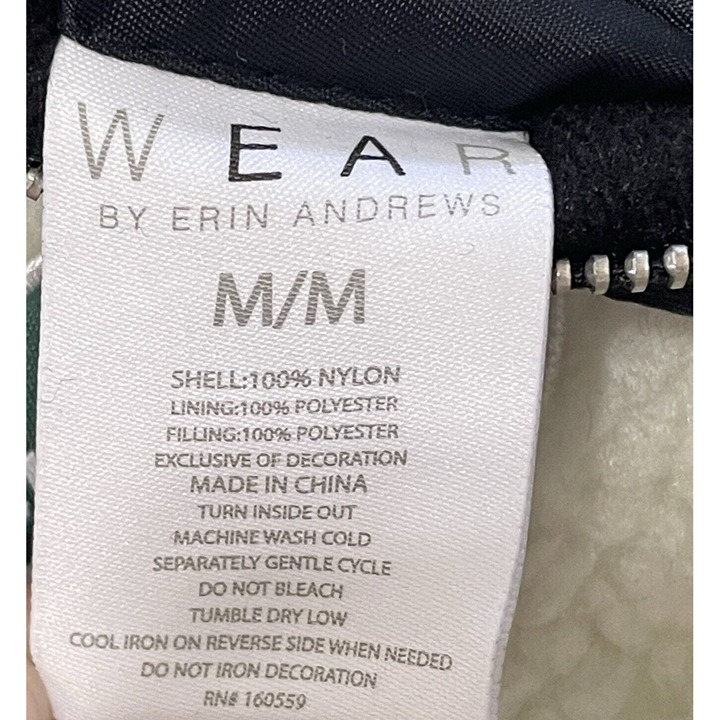 WEAR
BY ERIN ANDREWS
M/M
SHELL:100% NYLON
LINING:100% POLYESTER
FILLING:100% POLYESTER
EXCLUSIVE OF DECORATION
MADE IN CHINA
TURN INSIDE OUT
MACHINE WASH COLD
SEPARATELY GENTLE CYCLE
DO NOT BLEACH
TUMBLE DRY LOW
COOL IRON ON REVERSE SIDE WHEN NEEDED
DO NOT IRON DECORATION
RN# 160559